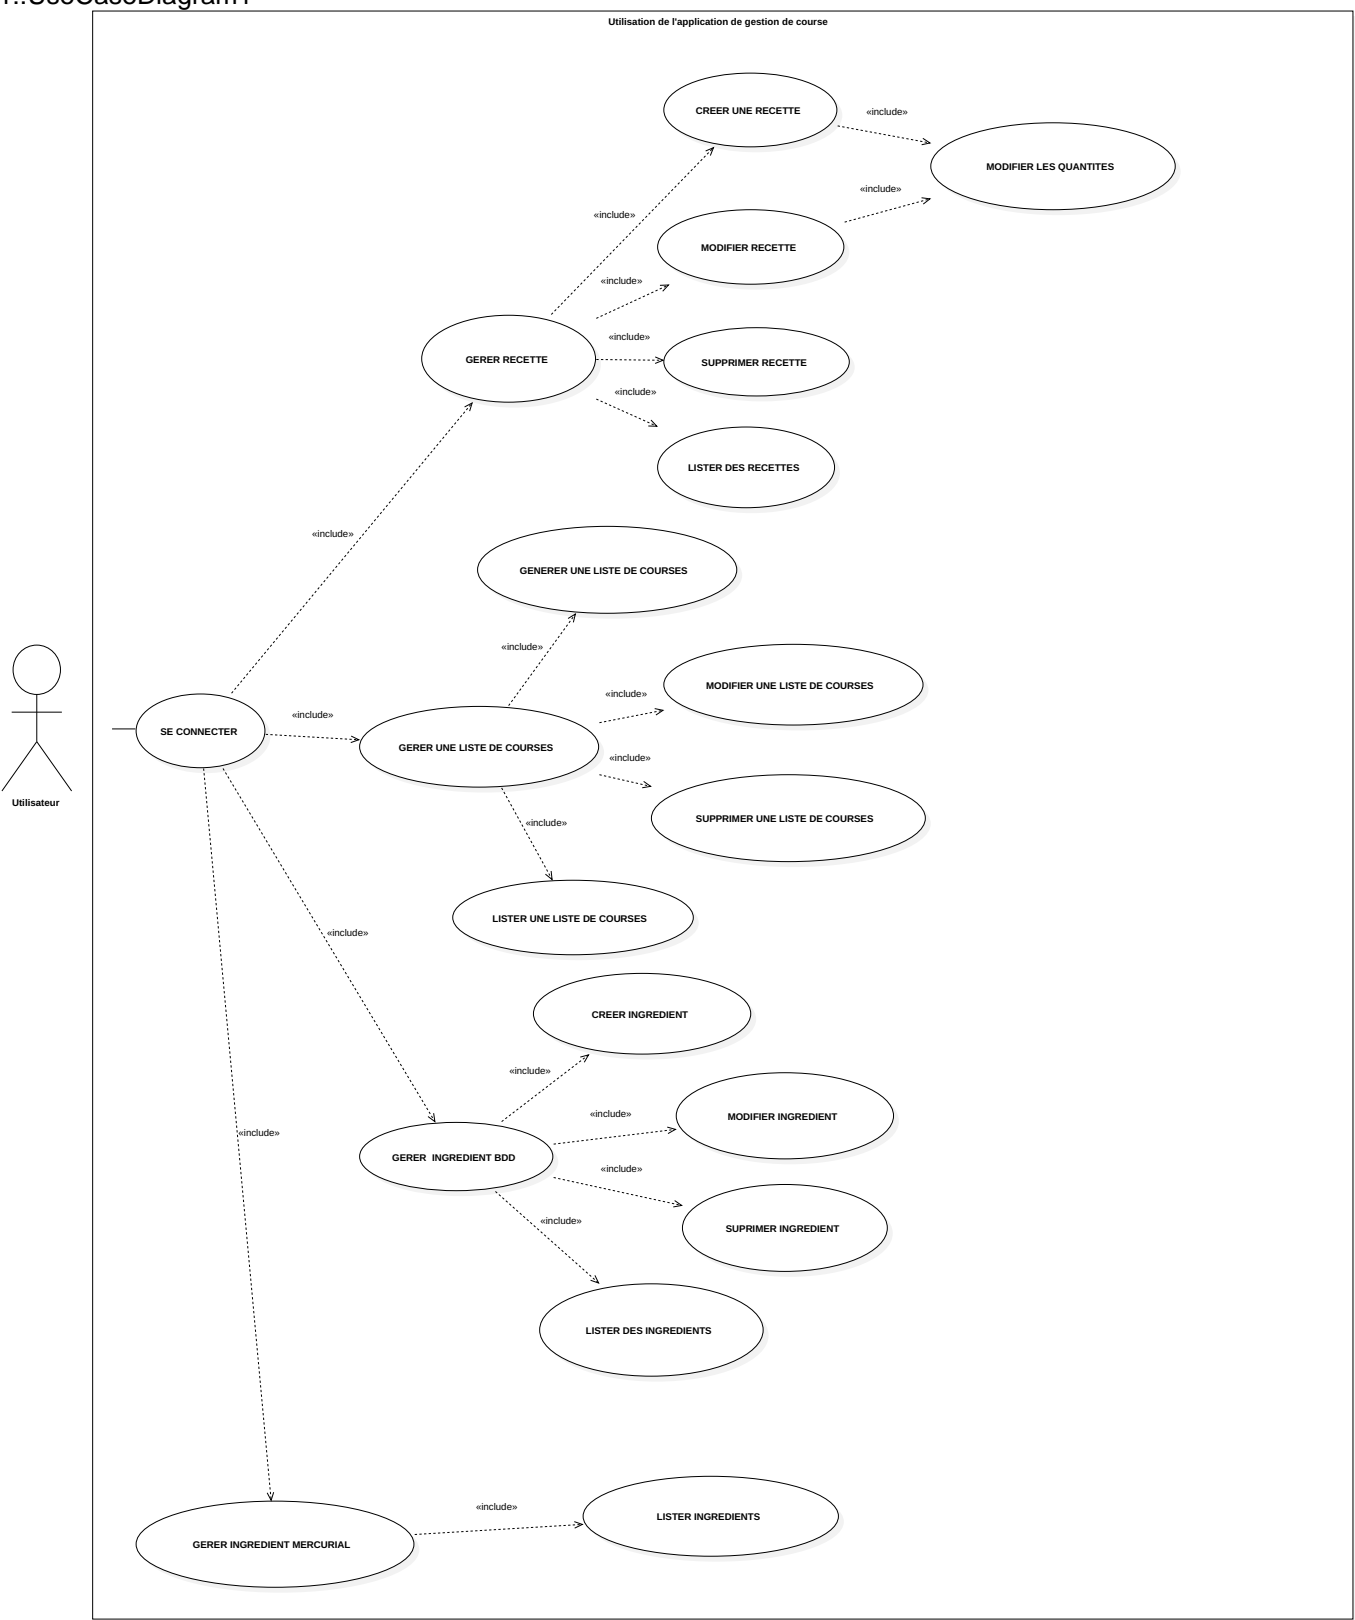 Utilisation de l'application de gestion de course
CREER UNE RECETTE
«include»
MODIFIER LES QUANTITES
«include»
«include»
MODIFIER RECETTE
«include»
«include»
GERER RECETTE
SUPPRIMER RECETTE
«include»
LISTER DES RECETTES
«include»
GENERER UNE LISTE DE COURSES
«include»
MODIFIER UNE LISTE DE COURSES
«include»
«include»
SE CONNECTER
GERER UNE LISTE DE COURSES
«include»
Utilisateur
SUPPRIMER UNE LISTE DE COURSES
«include»
LISTER UNE LISTE DE COURSES
«include»
CREER INGREDIENT
«include»
«include»
MODIFIER INGREDIENT
«include»
GERER  INGREDIENT BDD
«include»
«include»
SUPRIMER INGREDIENT
LISTER DES INGREDIENTS
«include»
LISTER INGREDIENTS
GERER INGREDIENT MERCURIAL